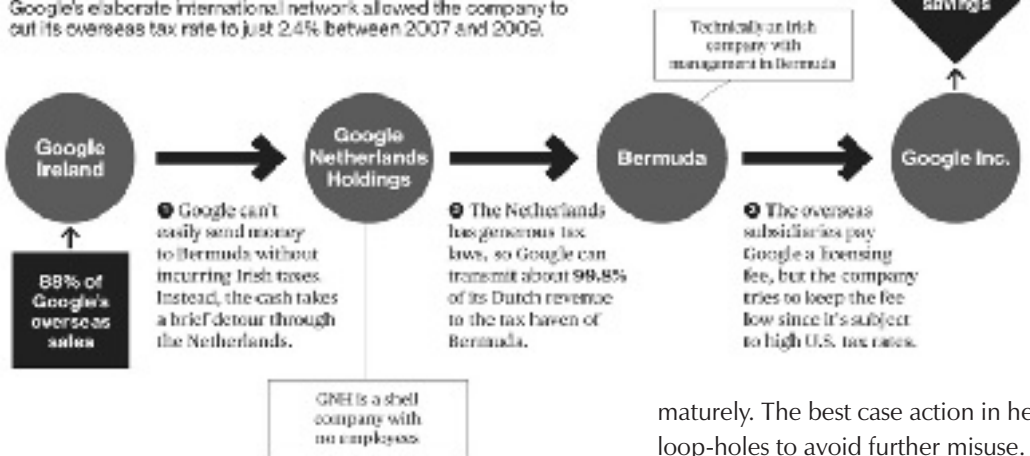 Google's elaborate international network allowed the company to
cut its overseas tax rate to just 2.4% between 2007 and 2009.
savings
Technically an Irish
company with
management in Bermuda
Google
Ireland
Google
Netherlands
Holdings
Bermuda
Google Inc.
88% of
Google's
overseas
sales
1 Google can't
easily send money
to Bermuda without
incurring Irish taxes.
Instead, the cash takes
a brief detour through
the Netherlands.
2 The Netherlands
has generous tax
laws, so Google can
transmit about 99.8%
of its Dutch revenue
to the tax haven of
Bermuda.
3 The overseas
subsidiaries pay
Google a licensing
fee, but the company
tries to keep the fee
low since it's subject
to high U.S. tax rates.
GNH is a shell
company with
no employees
maturely. The best case action in he
loop-holes to avoid further misuse.